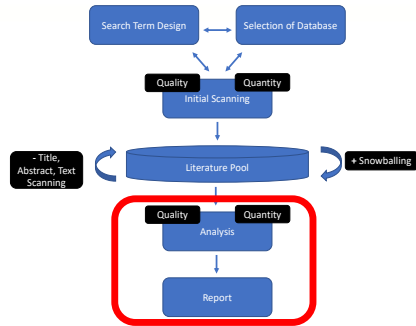 Search Term Design
Selection of Database
Quality
Quantity
Initial Scanning
- Title,
Abstract, Text
Scanning
Literature Pool
+ Snowballing
Quality
Quantity
Analysis
Report